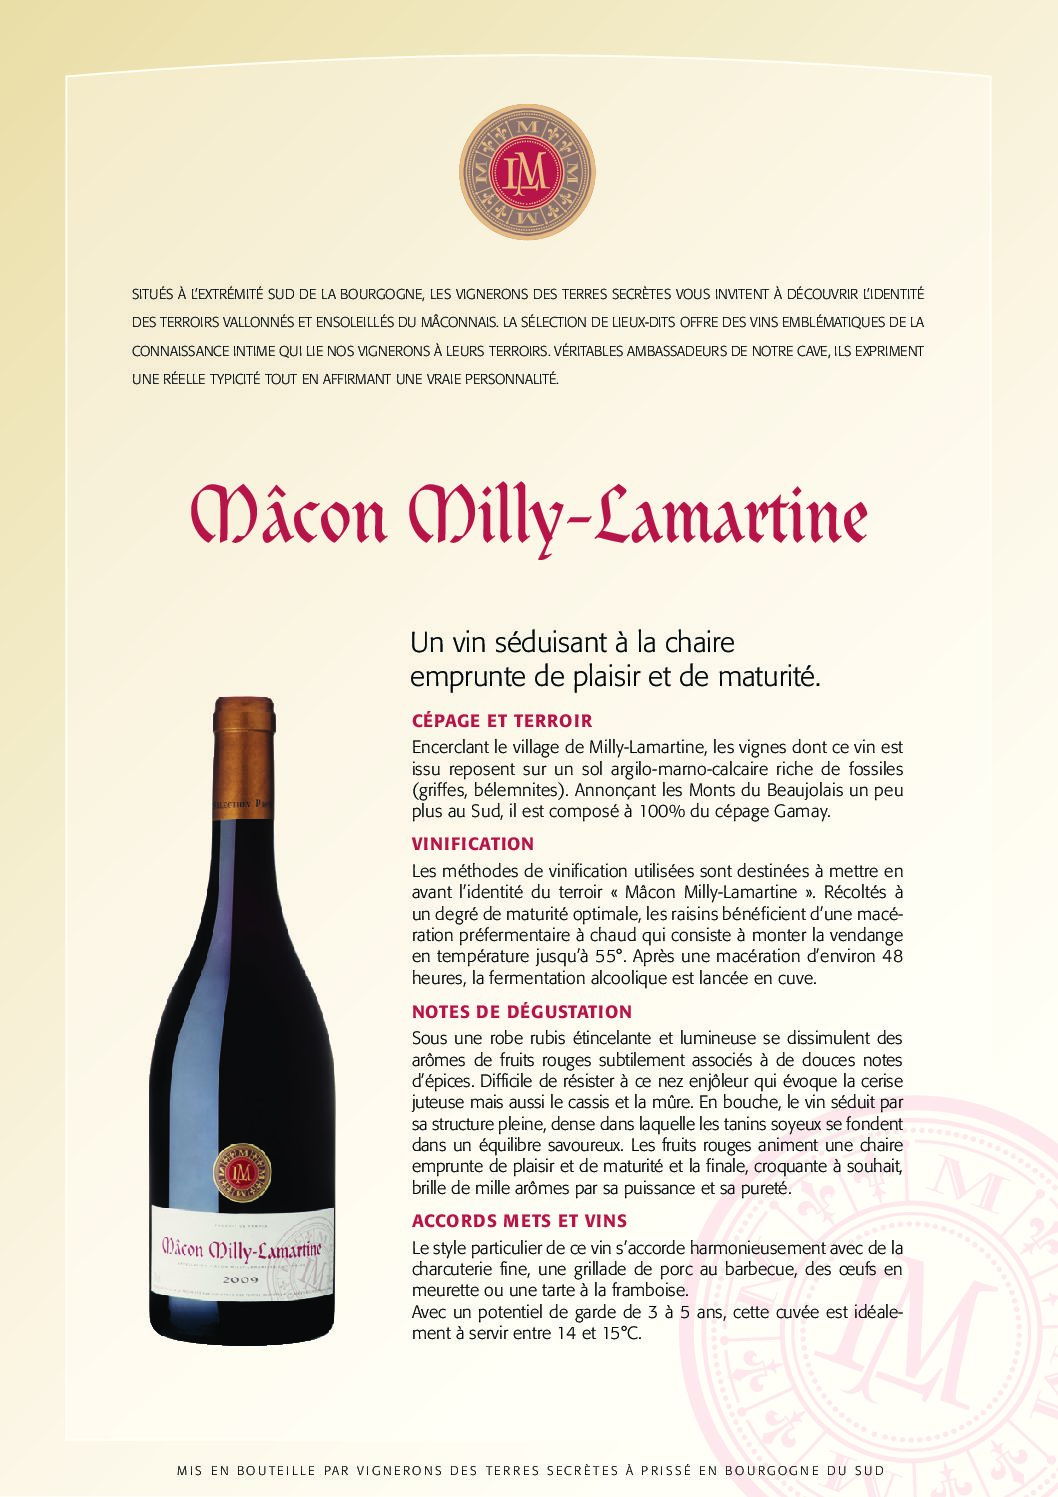 LM
SITUÉS À L'EXTRÉMITÉ SUD DE LA BOURGOGNE, LES VIGNERONS DES TERRES SECRÈTES VOUS INVITENT À DÉCOUVRIR L'IDENTITÉ
DES TERROIRS VALLONNÉS ET ENSOLEILLÉS DU MÂCONNAIS. LA SÉLECTION DE LIEUX-DITS OFFRE DES VINS EMBLÉMATIQUES DE LA
CONNAISSANCE INTIME QUI LIE NOS VIGNERONS À LEURS TERROIRS. VÉRITABLES AMBASSADEURS DE NOTRE CAVE, ILS EXPRIMENT
UNE RÉELLE TYPICITÉ TOUT EN AFFIRMANT UNE VRAIE PERSONNALITÉ.
Mâcon Milly-Lamartine
Un vin séduisant à la chaire
emprunte de plaisir et de maturité.
CÉPAGE ET TERROIR
Encerclant le village de Milly-Lamartine, les vignes dont ce vin est
issu reposent sur un sol argilo-marno-calcaire riche de fossiles
(griffes, bélemnites). Annonçant les Monts du Beaujolais un peu
plus au Sud, il est composé à 100% du cépage Gamay.
VINIFICATION
Les méthodes de vinification utilisées sont destinées à mettre en
avant l'identité du terroir « Mâcon Milly-Lamartine ». Récoltés à
un degré de maturité optimale, les raisins bénéficient d'une macé-
ration préfermentaire à chaud qui consiste à monter la vendange
en température jusqu'à 55°. Après une macération d'environ 48
heures, la fermentation alcoolique est lancée en cuve.
NOTES DE DÉGUSTATION
Sous une robe rubis étincelante et lumineuse se dissimulent des
arômes de fruits rouges subtilement associés à de douces notes
d'épices. Difficile de résister à ce nez enjôleur qui évoque la cerise
juteuse mais aussi le cassis et la mûre. En bouche, le vin séduit par
sa structure pleine, dense dans laquelle les tanins soyeux se fondent
dans un équilibre savoureux. Les fruits rouges animent une chaire
emprunte de plaisir et de maturité et la finale, croquante à souhait,
brille de mille arômes par sa puissance et sa pureté.
ACCORDS METS ET VINS
Le style particulier de ce vin s'accorde harmonieusement avec de la
charcuterie fine, une grillade de porc au barbecue, des œufs en
meurette ou une tarte à la framboise.
Avec un potentiel de garde de 3 à 5 ans, cette cuvée est idéale-
ment à servir entre 14 et 15°C.
LM
Mâcon Milly-Lamartine
2009
LM
MIS EN BOUTEILLE PAR VIGNERONS DES TERRES SECRÈTES À PRISSÉ EN BOURGOGNE DU SUD